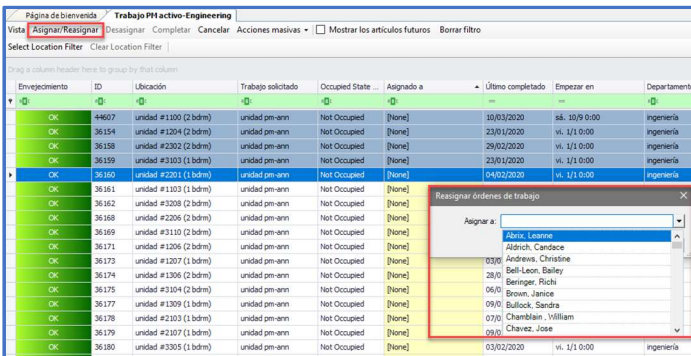 Página de bienvenida Trabajo PM activo-Engineering
Vista Asignar/Reasignar Desasignar Completar Cancelar Acciones masivas Mostrar los artículos futuros Borrar filtro
Select Location Filter Clear Location Filter
Drag a column header here to group by that column
Envejecimiento ID Ubicación Trabajo solicitado Occupied State ... Asignado a Último completado Empezar en Departamento
OK 44607 unidad #1100 (2 bdrm) unidad pm-ann Not Occupied [None] 10/03/2020 sá. 10/9 0:00 ingeniería
OK 36154 unidad #1204 (2 bdrm) unidad pm-ann Not Occupied [None] 23/01/2020 vi. 1/1 0:00 ingeniería
OK 36158 unidad #2302 (2 bdrm) unidad pm-ann Not Occupied [None] 29/02/2020 vi. 1/1 0:00 ingeniería
OK 36159 unidad #3103 (1 bdrm) unidad pm-ann Not Occupied [None] 23/01/2020 vi. 1/1 0:00 ingeniería
OK 36160 unidad #2201 (1 bdrm) unidad pm-ann Not Occupied [None] 04/02/2020 vi. 1/1 0:00 ingeniería
OK 36161 unidad #1103 (1 bdrm) unidad pm-ann Not Occupied [None]
Reasignar órdenes de trabajo
OK 36162 unidad #3208 (2 bdrm) unidad pm-ann Not Occupied [None]
OK 36168 unidad #2206 (2 bdrm) unidad pm-ann Not Occupied [None]
Asignar a:
OK 36169 unidad #3110 (2 bdrm) unidad pm-ann Not Occupied [None]
Abrix, Leanne
OK 36171 unidad #1206 (2 bdrm) unidad pm-ann Not Occupied [None]
Aldrich, Candace
OK 36173 unidad #1207 (1 bdrm) unidad pm-ann Not Occupied [None] 03/0
Andrews, Christine
OK 36174 unidad #1306 (2 bdrm) unidad pm-ann Not Occupied [None] 28/0
Bell-Leon, Bailey
OK 36175 unidad #3104 (2 bdrm) unidad pm-ann Not Occupied [None] 06/0
Beringer, Richi
Brown, Janice
OK 36177 unidad #1309 (1 bdrm) unidad pm-ann Not Occupied [None] 09/0
Bullock, Sandra
OK 36178 unidad #2103 (1 bdrm) unidad pm-ann Not Occupied [None] 07/0
Chamblain , William
OK 36179 unidad #2107 (1 bdrm) unidad pm-ann Not Occupied [None] 09/0
Chavez, Jose
OK 36180 unidad #3305 (1 bdrm) unidad pm-ann Not Occupied [None] 03/02/2020 vi. 1/1 0:00 ingeniería